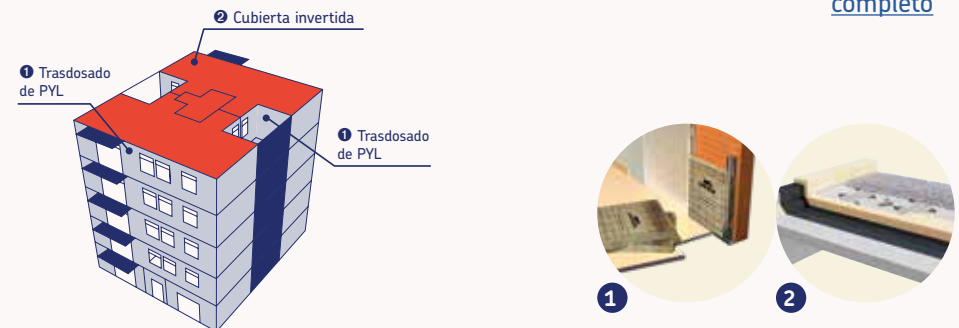 completo
❷ Cubierta invertida
❶ Trasdosado
de PYL
❶ Trasdosado
de PYL
1
2